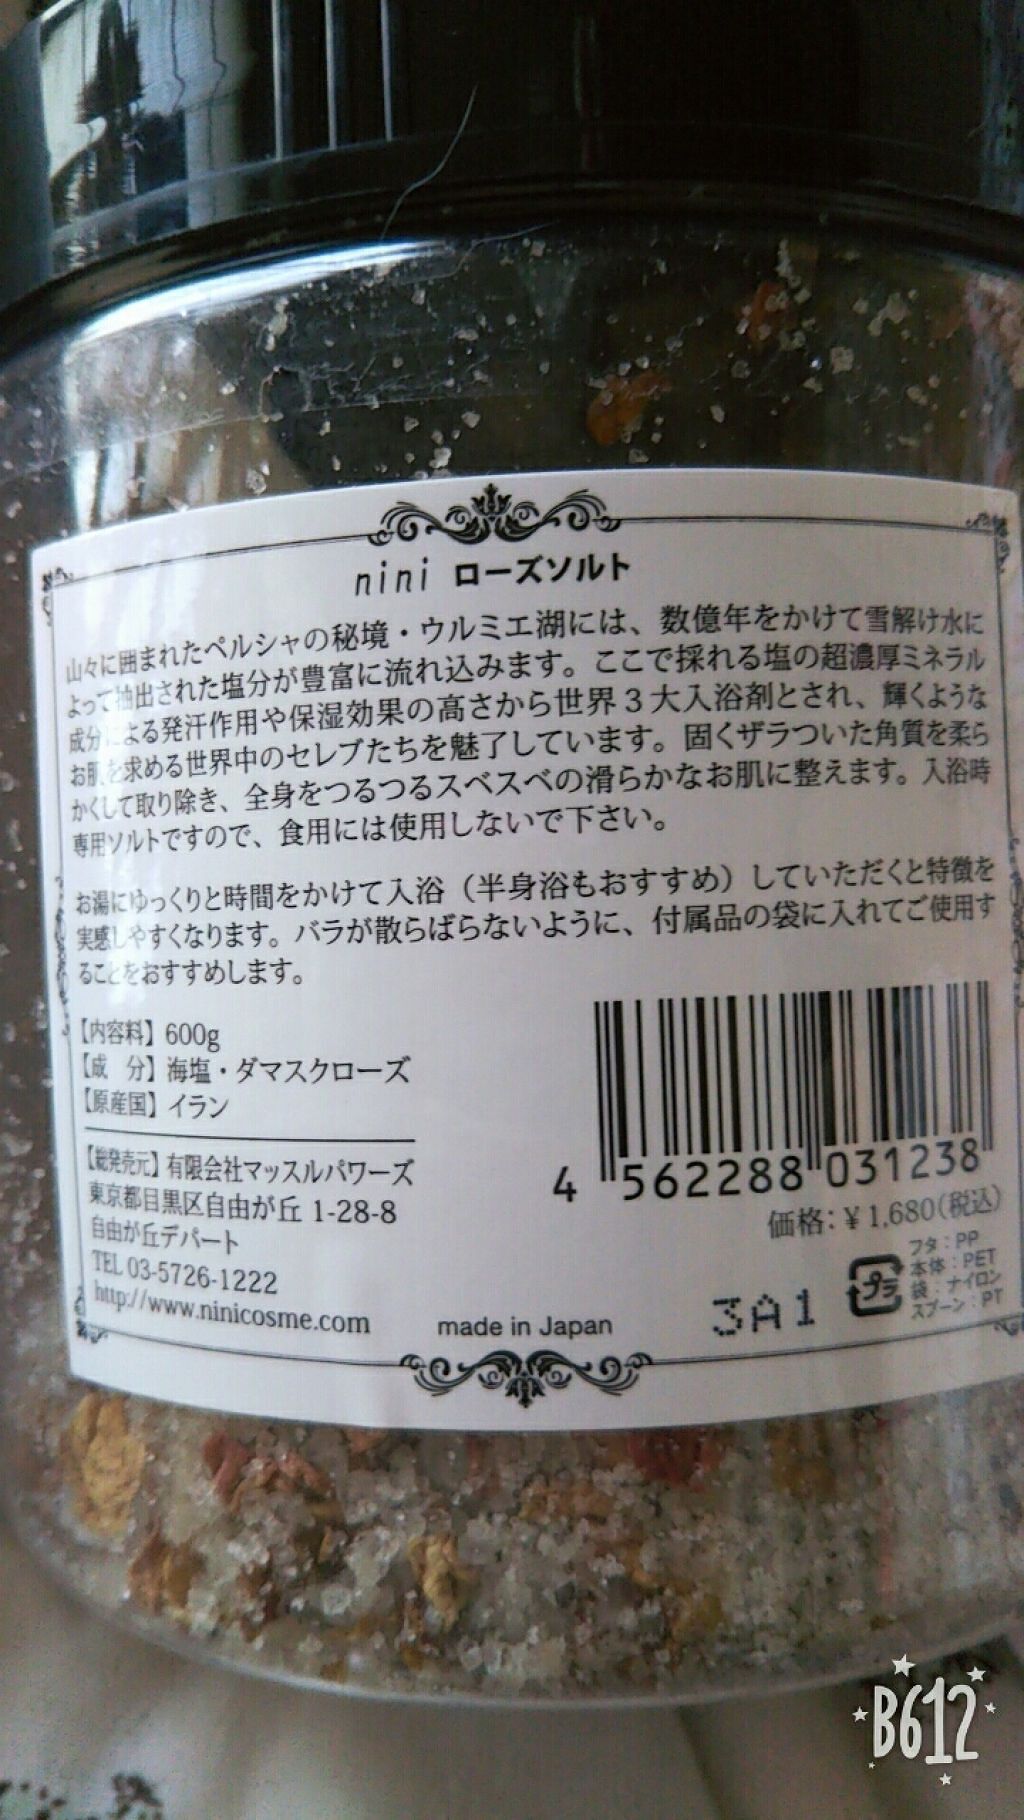 nini ローズソルト
山々に囲まれたペルシャの秘境・ウルミエ湖には、数億年をかけて雪解け水に
よって抽出された塩分が豊富に流れ込みます。ここで採れる塩の超濃厚ミネラル
成分による発汗作用や保湿効果の高さから世界3大入浴剤とされ、輝くような
お肌を求める世界中のセレブたちを魅了しています。固くザラついた角質を柔ら
かくして取り除き、全身をつるつるスベスベの滑らかなお肌に整えます。入浴時
専用ソルトですので、食用には使用しないで下さい。
お湯にゆっくりと時間をかけて入浴（半身浴もおすすめ）していただくと特徴を
実感しやすくなります。バラが散らばらないように、付属品の袋に入れてご使用す
ることをおすすめします。
【内容料】600g
【成　分】海塩・ダマスクローズ
【原産国】イラン
【総発売元】有限会社マッスルパワーズ
東京都目黒区自由が丘 1-28-8
自由が丘デパート
TEL 03-5726-1222
http://www.ninicosme.com
made in Japan
4 562288 031238
価格：¥ 1,680（税込）
3A1
プラ
フタ：PP
本体：PET
袋：ナイロン
スプーン：PT
B612